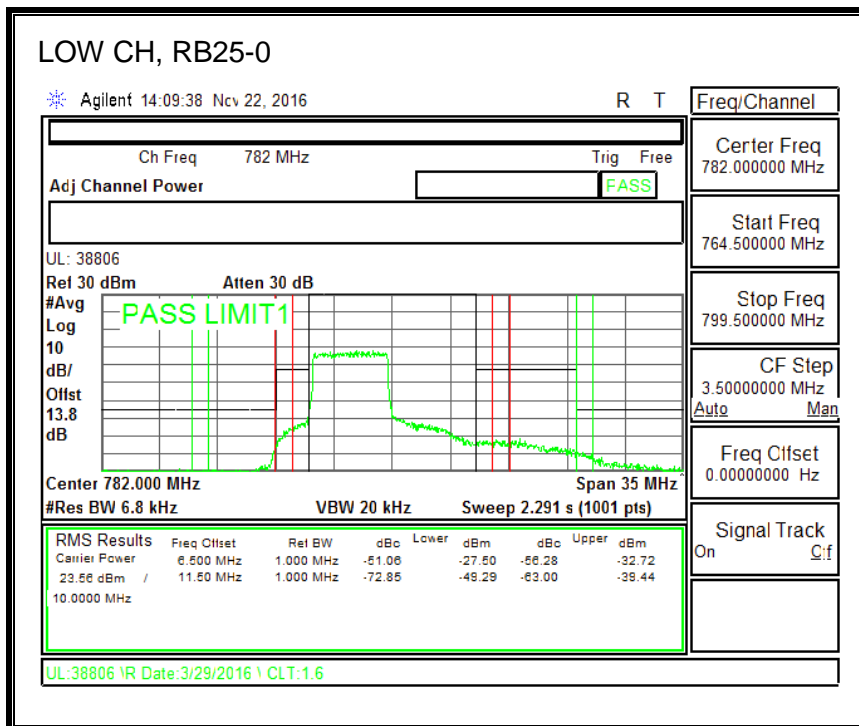 LOW CH, RB25-0
Agilent 14:09:38 Nov 22, 2016 R T
Freq/Channel
Ch Freq 782 MHz Trig Free
Adj Channel Power PASS
Center Freq
782.000000 MHz
Start Freq
764.500000 MHz
Stop Freq
799.500000 MHz
CF Step
3.50000000 MHz
Auto Man
Freq Offset
0.00000000 Hz
Signal Track
On Off
UL: 38806
Ref 30 dBm Atten 30 dB
#Avg
Log
10
dB/
Offst
13.8
dB
PASS LIMIT1
Center 782.000 MHz Span 35 MHz
#Res BW 6.8 kHz VBW 20 kHz Sweep 2.291 s (1001 pts)
RMS Results Freq Offset Ref BW dBc Lower dBm dBc Upper dBm
Carrier Power 6.500 MHz 1.000 MHz -51.06 -27.50 -56.28 -32.72
23.56 dBm / 11.50 MHz 1.000 MHz -72.85 -49.29 -63.00 -39.44
10.0000 MHz
UL:38806 \R Date:3/29/2016 \ CLT:1.6